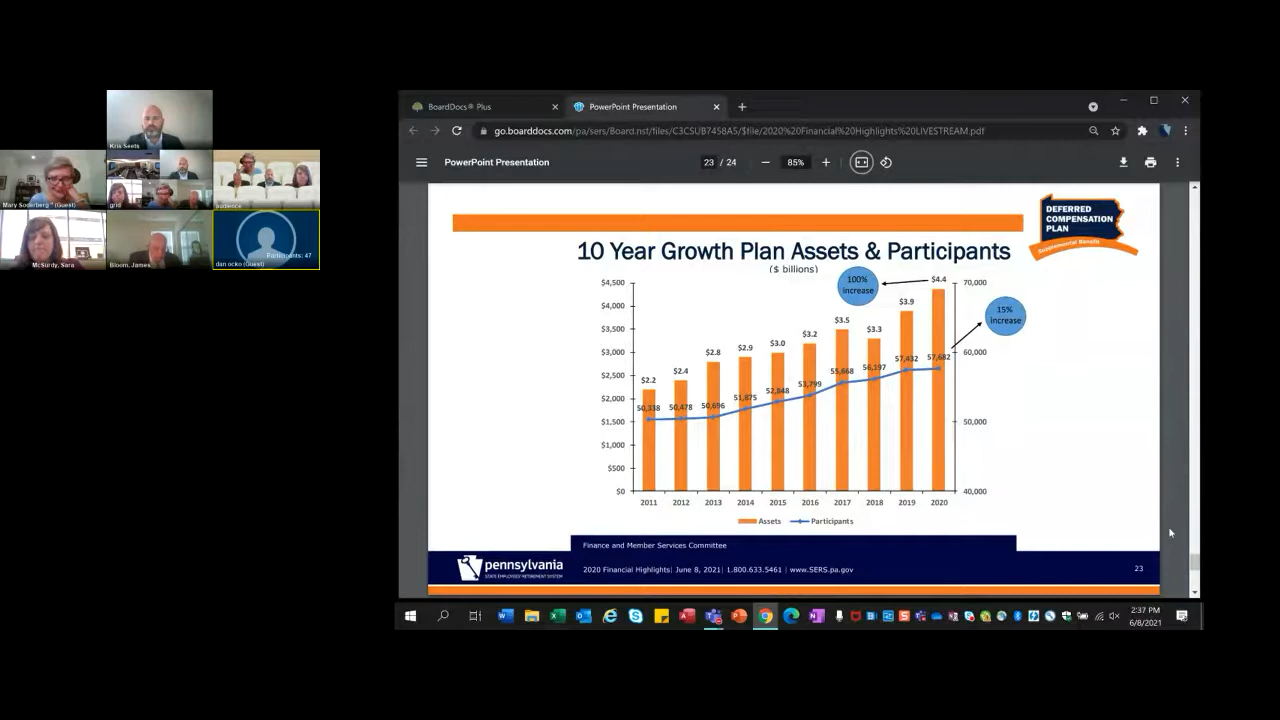 Kris Seets
Mary Soderberg " (Guest)
grid
audience
McSurdy, Sara
Bloom, James
Participants: 47
dan ocko (Guest)
BoardDocs® Plus
PowerPoint Presentation
go.boarddocs.com/pa/sers/Board.nsf/files/C3CSUB7458A5/$file/2020%20Financial%20Highlights%20LIVESTREAM.pdf
PowerPoint Presentation
23 / 24
85%
DEFERRED
COMPENSATION
PLAN
Supplemental Benefit
10 Year Growth Plan Assets & Participants
($ billions)
100%
increase
15%
increase
$4,500
$4,000
$3,500
$3,000
$2,500
$2,000
$1,500
$1,000
$500
$0
$2.2
$2.4
$2.8
$2.9
$3.0
$3.2
$3.5
$3.3
$3.9
$4.4
50,338
50,478
50,696
51,875
52,848
53,799
55,668
56,197
57,432
57,682
70,000
60,000
50,000
40,000
2011 2012 2013 2014 2015 2016 2017 2018 2019 2020
Assets Participants
Finance and Member Services Committee
pennsylvania
STATE EMPLOYEES' RETIREMENT SYSTEM
2020 Financial Highlights| June 8, 2021| 1.800.633.5461 | www.SERS.pa.gov
23
2:37 PM
6/8/2021